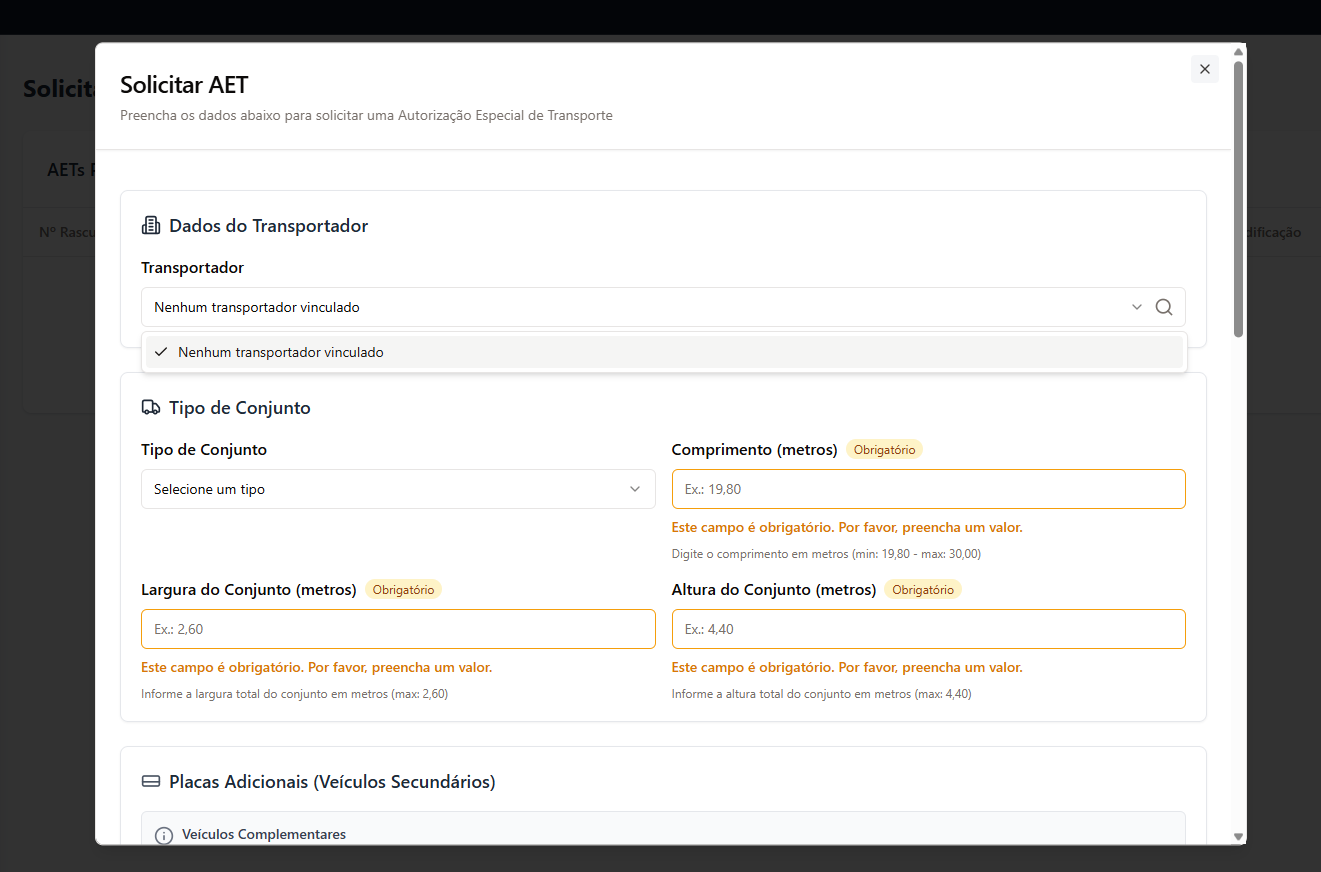 Solicitar AET
Preencha os dados abaixo para solicitar uma Autorização Especial de Transporte
Solicit
AETs
Nº Rascu
dificação
Dados do Transportador
Transportador
Nenhum transportador vinculado
Nenhum transportador vinculado
Tipo de Conjunto
Tipo de Conjunto
Selecione um tipo
Comprimento (metros) Obrigatório
Ex.: 19,80
Este campo é obrigatório. Por favor, preencha um valor.
Digite o comprimento em metros (min: 19,80 - max: 30,00)
Largura do Conjunto (metros) Obrigatório
Ex.: 2,60
Este campo é obrigatório. Por favor, preencha um valor.
Informe a largura total do conjunto em metros (max: 2,60)
Altura do Conjunto (metros) Obrigatório
Ex.: 4,40
Este campo é obrigatório. Por favor, preencha um valor.
Informe a altura total do conjunto em metros (max: 4,40)
Placas Adicionais (Veículos Secundários)
Veículos Complementares